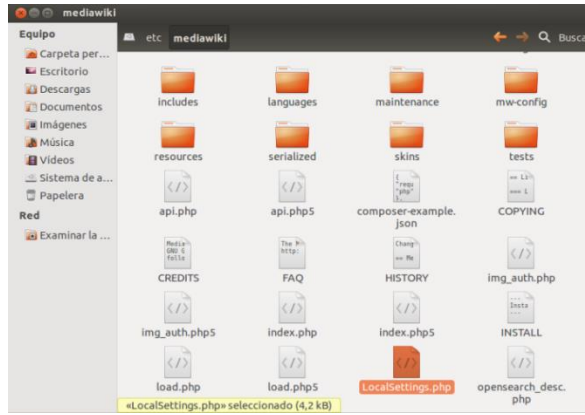 mediawiki
Equipo
Carpeta per...
Escritorio
Descargas
Documentos
Imágenes
Música
Vídeos
Sistema de a...
Papelera
Red
Examinar la ...
etc mediawiki
Busca
includes languages maintenance mw-config
resources serialized skins tests
api.php api.php5 composer-example. COPYING
json
CREDITS FAQ HISTORY img_auth.php
img_auth.php5 index.php index.php5 INSTALL
load.php load.php5 LocalSettings.php opensearch_desc.
php
«LocalSettings.php» seleccionado (4,2 kB)